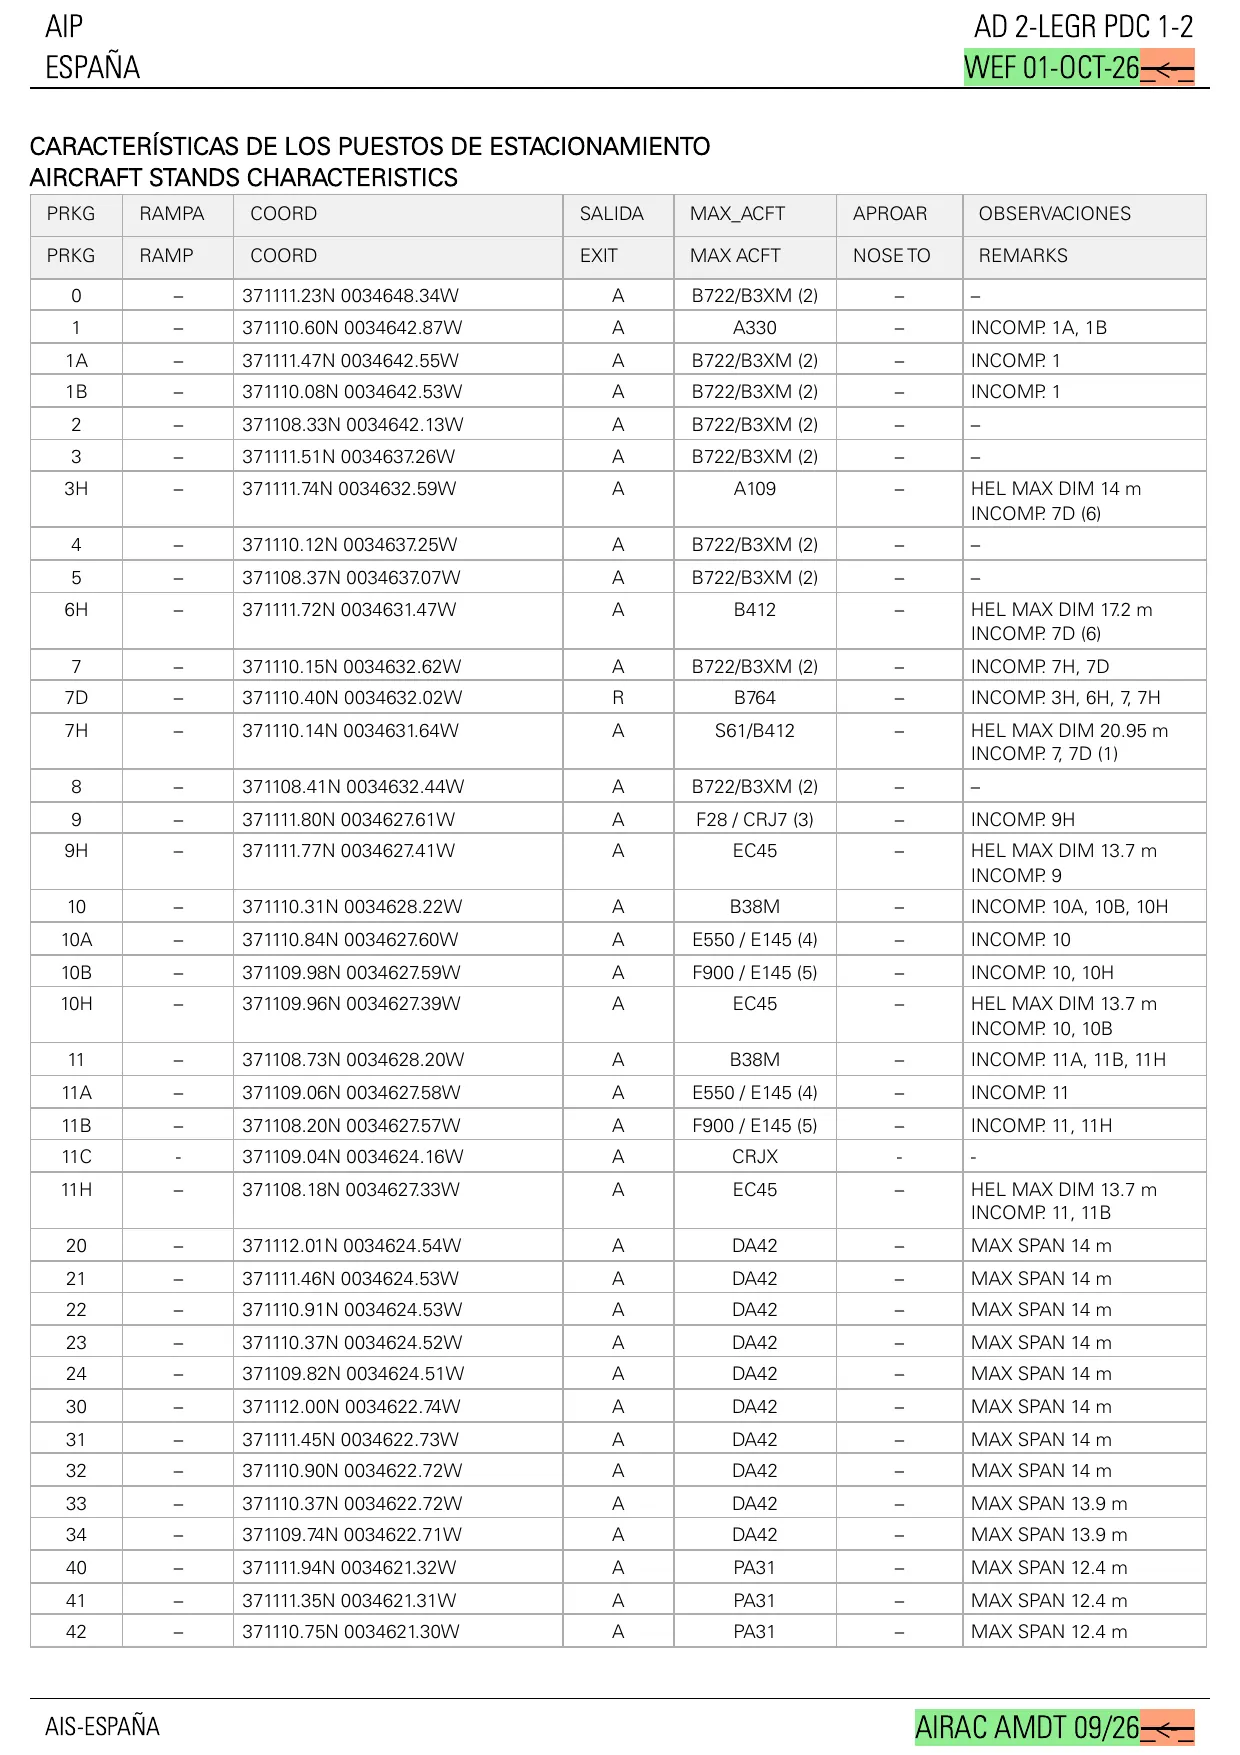 AIP
AD 2-LEGR PDC 1-2
ESPAÑA
WEF 01-OCT-26_<-_
CARACTERÍSTICAS DE LOS PUESTOS DE ESTACIONAMIENTO
AIRCRAFT STANDS CHARACTERISTICS
PRKG RAMPA COORD SALIDA MAX_ACFT APROAR OBSERVACIONES
PRKG RAMP COORD EXIT MAX ACFT NOSE TO REMARKS
0 – 371111.23N 0034648.34W A B722/B3XM (2) – –
1 – 371110.60N 0034642.87W A A330 – INCOMP. 1A, 1B
1A – 371111.47N 0034642.55W A B722/B3XM (2) – INCOMP. 1
1B – 371110.08N 0034642.53W A B722/B3XM (2) – INCOMP. 1
2 – 371108.33N 0034642.13W A B722/B3XM (2) – –
3 – 371111.51N 0034637.26W A B722/B3XM (2) – –
3H – 371111.74N 0034632.59W A A109 – HEL MAX DIM 14 m
INCOMP. 7D (6)
4 – 371110.12N 0034637.25W A B722/B3XM (2) – –
5 – 371108.37N 0034637.07W A B722/B3XM (2) – –
6H – 371111.72N 0034631.47W A B412 – HEL MAX DIM 17.2 m
INCOMP. 7D (6)
7 – 371110.15N 0034632.62W A B722/B3XM (2) – INCOMP. 7H, 7D
7D – 371110.40N 0034632.02W R B764 – INCOMP. 3H, 6H, 7, 7H
7H – 371110.14N 0034631.64W A S61/B412 – HEL MAX DIM 20.95 m
INCOMP. 7, 7D (1)
8 – 371108.41N 0034632.44W A B722/B3XM (2) – –
9 – 371111.80N 0034627.61W A F28 / CRJ7 (3) – INCOMP. 9H
9H – 371111.77N 0034627.41W A EC45 – HEL MAX DIM 13.7 m
INCOMP. 9
10 – 371110.31N 0034628.22W A B38M – INCOMP. 10A, 10B, 10H
10A – 371110.84N 0034627.60W A E550 / E145 (4) – INCOMP. 10
10B – 371109.98N 0034627.59W A F900 / E145 (5) – INCOMP. 10, 10H
10H – 371109.96N 0034627.39W A EC45 – HEL MAX DIM 13.7 m
INCOMP. 10, 10B
11 – 371108.73N 0034628.20W A B38M – INCOMP. 11A, 11B, 11H
11A – 371109.06N 0034627.58W A E550 / E145 (4) – INCOMP. 11
11B – 371108.20N 0034627.57W A F900 / E145 (5) – INCOMP. 11, 11H
11C - 371109.04N 0034624.16W A CRJX - -
11H – 371108.18N 0034627.33W A EC45 – HEL MAX DIM 13.7 m
INCOMP. 11, 11B
20 – 371112.01N 0034624.54W A DA42 – MAX SPAN 14 m
21 – 371111.46N 0034624.53W A DA42 – MAX SPAN 14 m
22 – 371110.91N 0034624.53W A DA42 – MAX SPAN 14 m
23 – 371110.37N 0034624.52W A DA42 – MAX SPAN 14 m
24 – 371109.82N 0034624.51W A DA42 – MAX SPAN 14 m
30 – 371112.00N 0034622.74W A DA42 – MAX SPAN 14 m
31 – 371111.45N 0034622.73W A DA42 – MAX SPAN 14 m
32 – 371110.90N 0034622.72W A DA42 – MAX SPAN 14 m
33 – 371110.37N 0034622.72W A DA42 – MAX SPAN 13.9 m
34 – 371109.74N 0034622.71W A DA42 – MAX SPAN 13.9 m
40 – 371111.94N 0034621.32W A PA31 – MAX SPAN 12.4 m
41 – 371111.35N 0034621.31W A PA31 – MAX SPAN 12.4 m
42 – 371110.75N 0034621.30W A PA31 – MAX SPAN 12.4 m
AIS-ESPAÑA
AIRAC AMDT 09/26_<-_